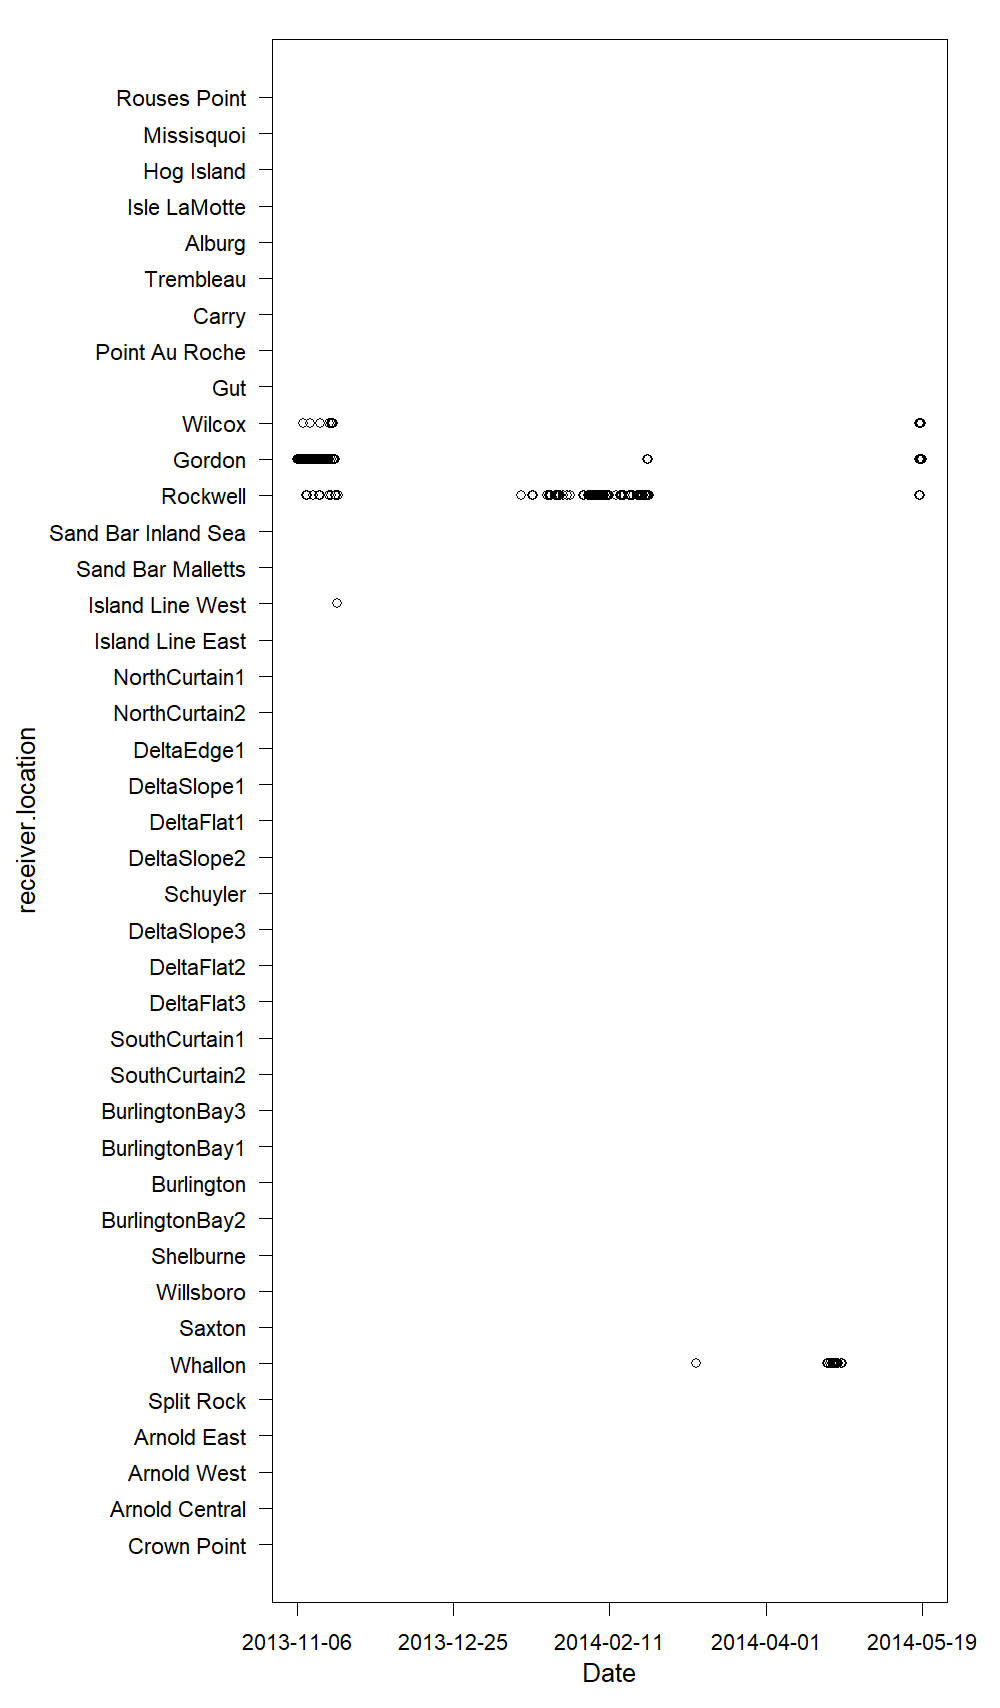 Rouses Point
Missisquoi
Hog Island
Isle LaMotte
Alburg
Trembleau
Carry
Point Au Roche
Gut
Wilcox
Gordon
Rockwell
Sand Bar Inland Sea
Sand Bar Malletts
Island Line West
Island Line East
NorthCurtain1
NorthCurtain2
DeltaEdge1
DeltaSlope1
DeltaFlat1
DeltaSlope2
Schuyler
DeltaSlope3
DeltaFlat2
DeltaFlat3
SouthCurtain1
SouthCurtain2
BurlingtonBay3
BurlingtonBay1
Burlington
BurlingtonBay2
Shelburne
Willsboro
Saxton
Whallon
Split Rock
Arnold East
Arnold West
Arnold Central
Crown Point
receiver.location
2013-11-06 2013-12-25 2014-02-11 2014-04-01 2014-05-19
Date